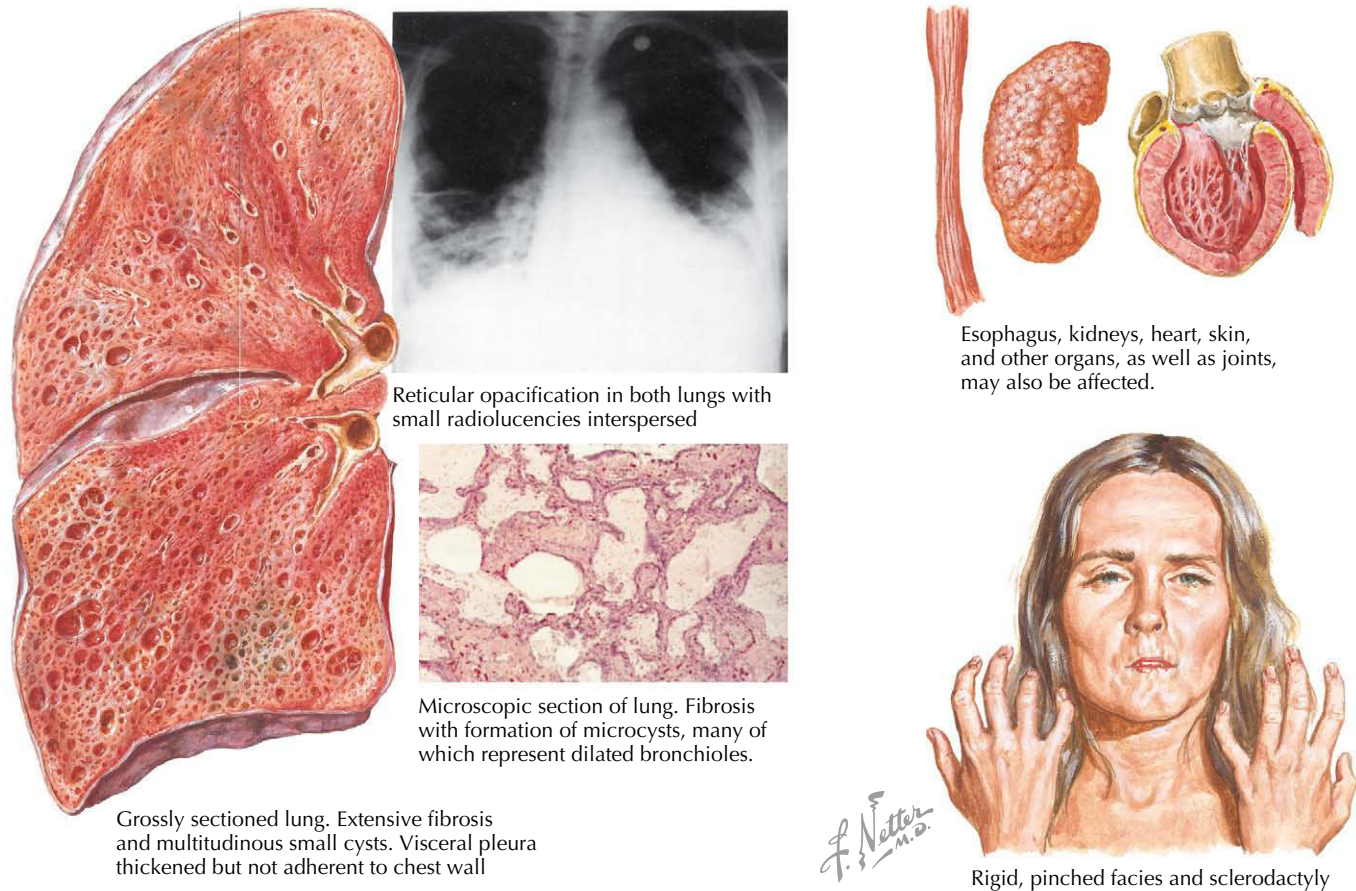 Reticular opacification in both lungs with
small radiolucencies interspersed
Esophagus, kidneys, heart, skin,
and other organs, as well as joints,
may also be affected.
Microscopic section of lung. Fibrosis
with formation of microcysts, many of
which represent dilated bronchioles.
Grossly sectioned lung. Extensive fibrosis
and multitudinous small cysts. Visceral pleura
thickened but not adherent to chest wall
F. Netter
M.D.
Rigid, pinched facies and sclerodactyly